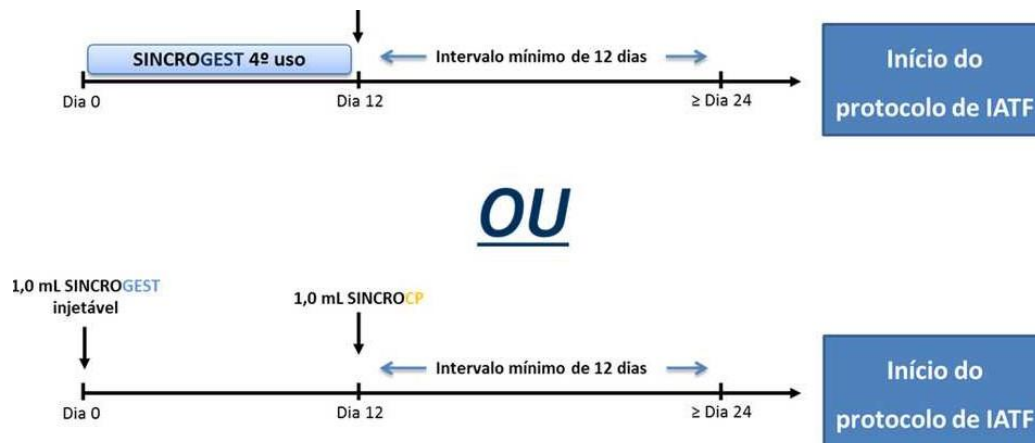 SINCROGEST 4º uso
Intervalo mínimo de 12 dias
Dia 0
Dia 12
≥ Dia 24
Início do
protocolo de IATF
OU
1,0 mL SINCROGEST
injetável
1,0 mL SINCROCP
Intervalo mínimo de 12 dias
Dia 0
Dia 12
≥ Dia 24
Início do
protocolo de IATF